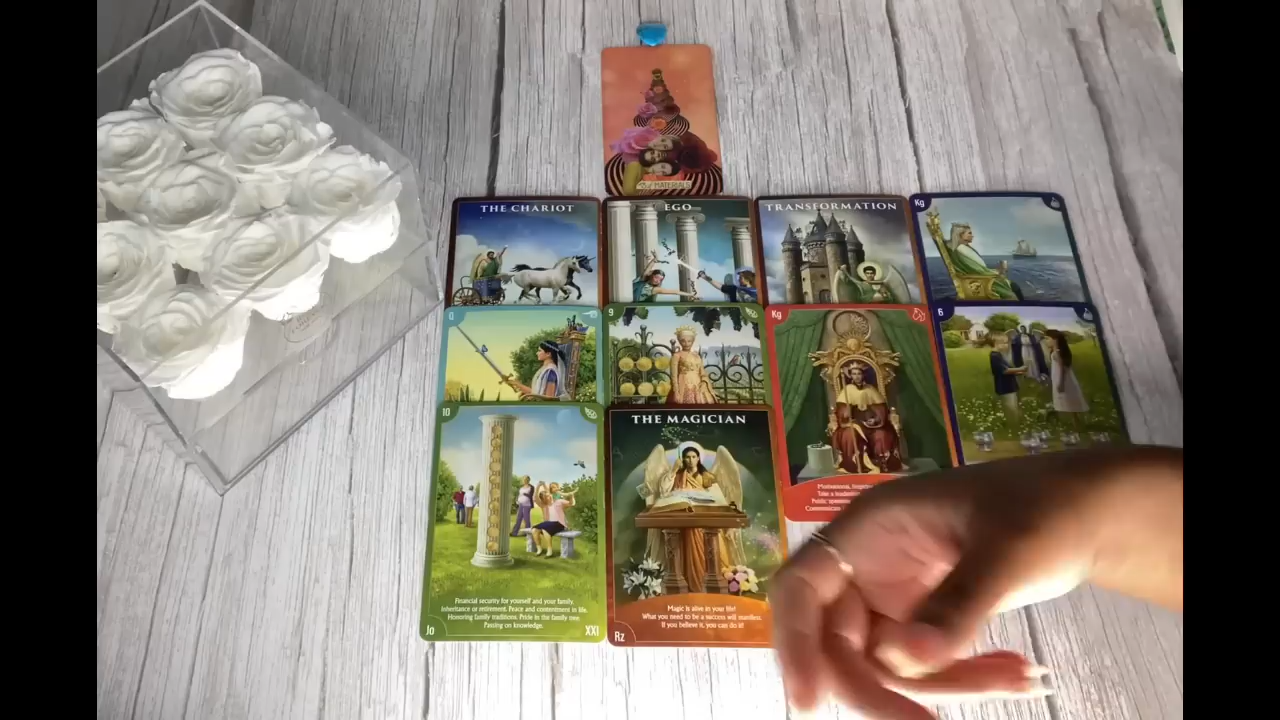 THE CHARIOT
EGO
TRANSFORMATION
Kg
Q
9
Kg
6
10
THE MAGICIAN
Financial security for yourself and your family.
Inheritance or retirement. Peace and contentment in life.
Honoring family traditions. Pride in the family tree.
Passing on knowledge.
Jo
XXI
Magic is alive in your life!
What you need to be a success will manifest.
If you believe it, you can do it!
Rz
Take a leadership